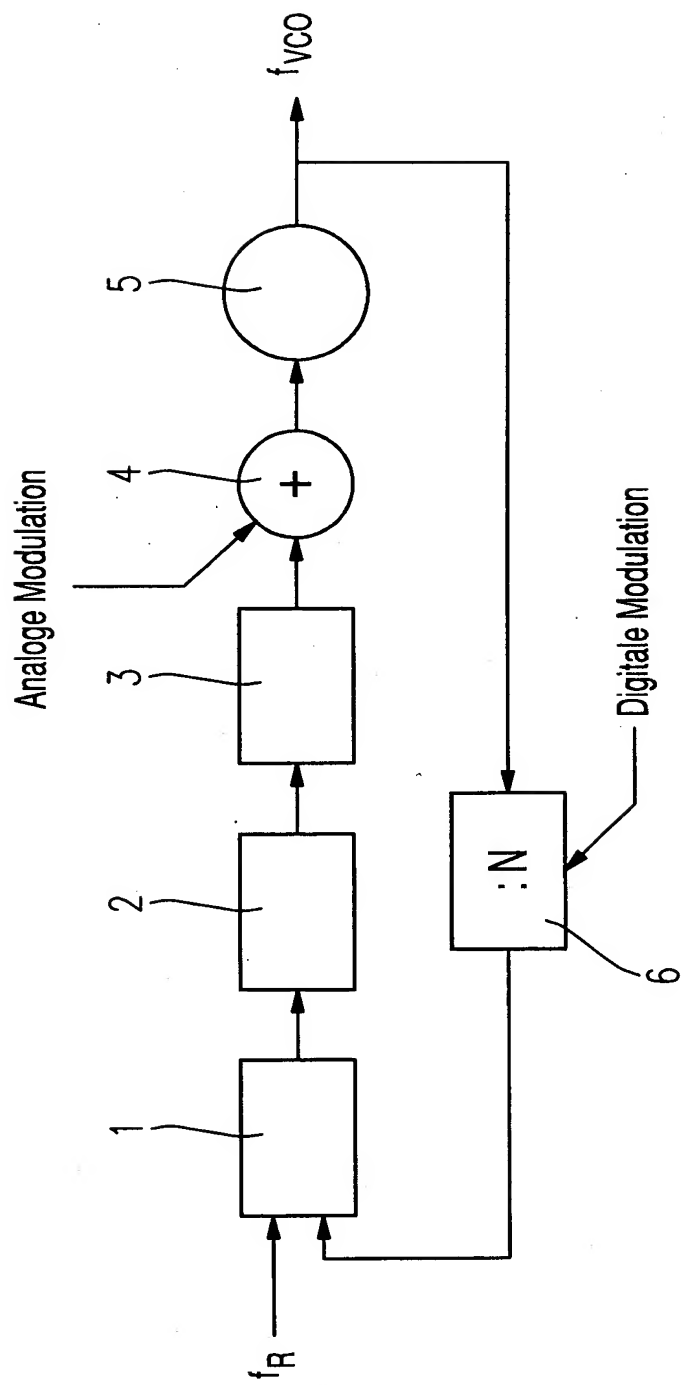 Analoge Modulation
1
2
3
4
5
f_R
+
f_VCO
:N
6
Digitale Modulation